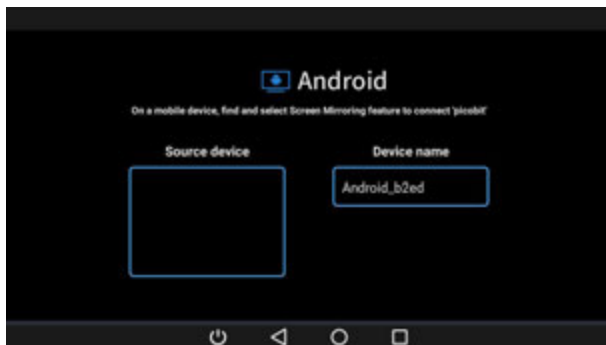 Android
On a mobile device, find and select Screen Mirroring feature to connect 'picobit'
Source device
Device name
Android_b2ed